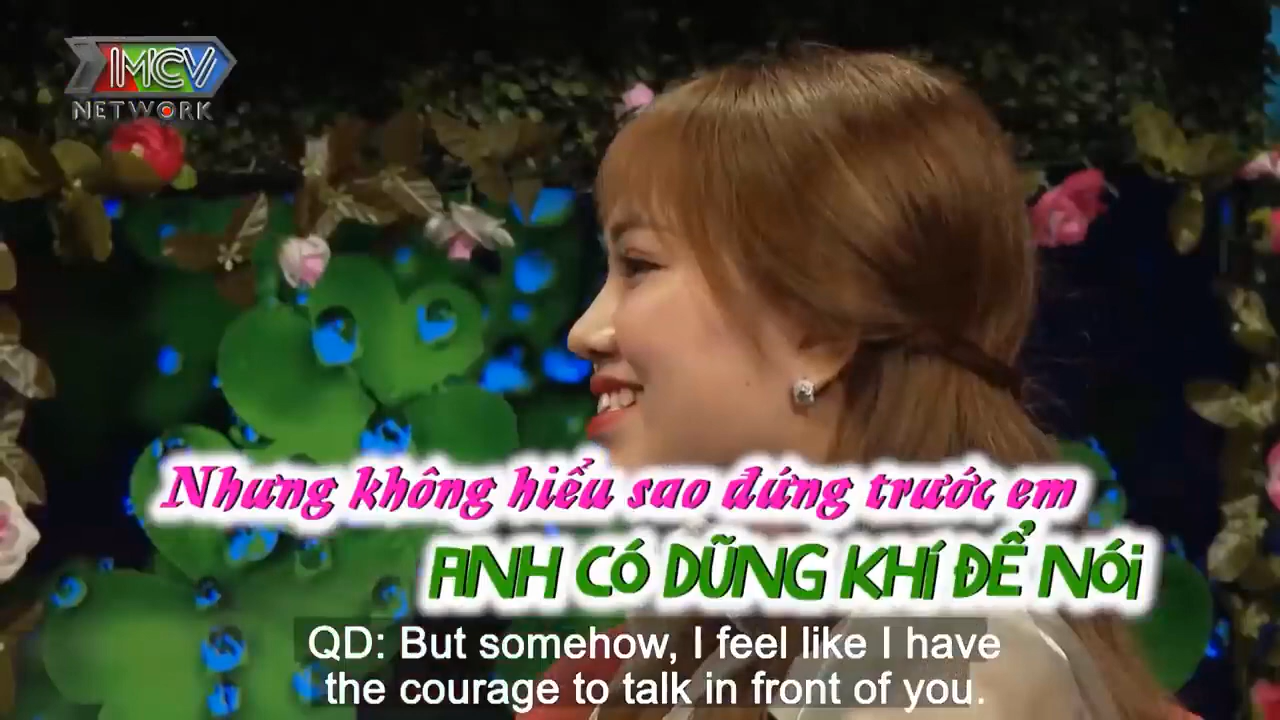 MCV
NETWORK
Nhưng không hiểu sao đứng trước em
ANH CÓ DŨNG KHÍ ĐỂ NÓI
QD: But somehow, I feel like I have
the courage to talk in front of you.